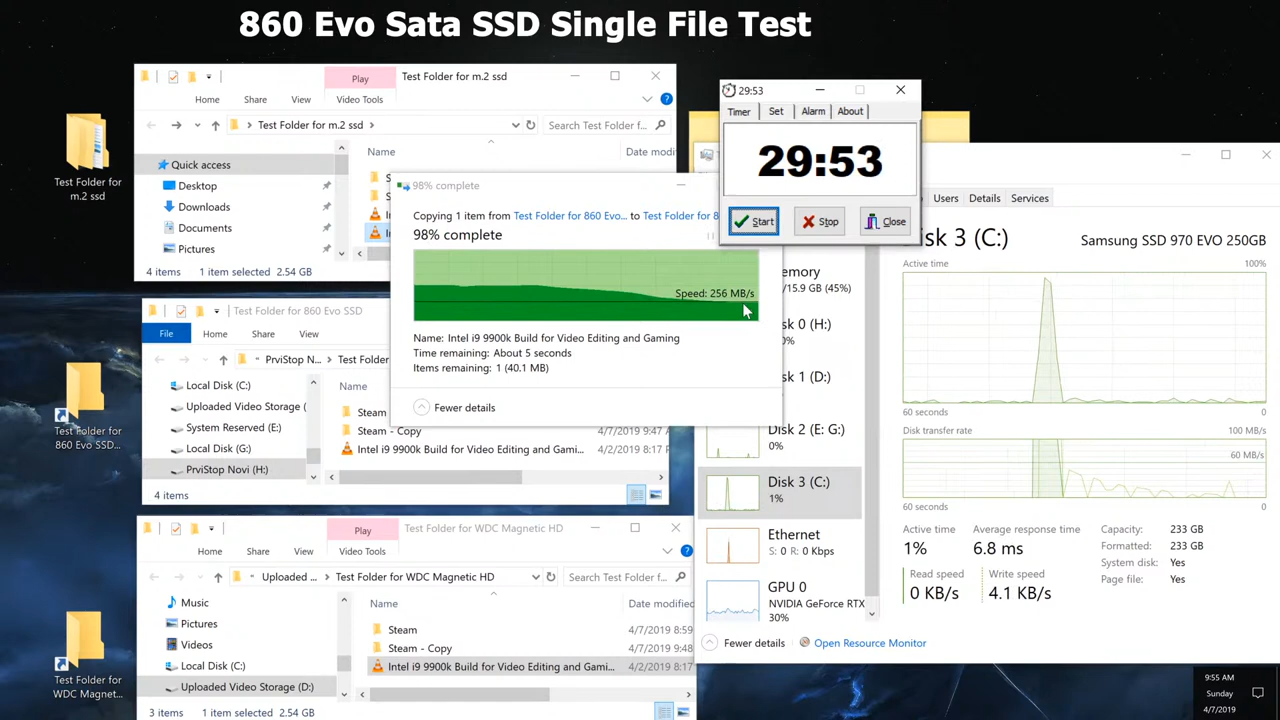 860 Evo Sata SSD Single File Test
Play
Test Folder for m.2 ssd
Home
Share
View
Video Tools
Test Folder for m.2 ssd
Search Test Folder f...
Name
Date modi
Quick access
Desktop
Downloads
Documents
Pictures
4 items
1 item selected 2.54 GB
98% complete
Copying 1 item from Test Folder for 860 Evo... to Test Folder for 8
98% complete
Speed: 256 MB/s
Name: Intel i9 9900k Build for Video Editing and Gaming
Time remaining: About 5 seconds
Items remaining: 1 (40.1 MB)
Fewer details
29:53
Timer
Set
Alarm
About
29:53
Start
Stop
Close
Test Folder for m.2 ssd
Test Folder for 860 Evo SSD...
Test Folder for WDC Magnet...
Test Folder for 860 Evo SSD
File
Home
Share
View
PrviStop N...
Test Folder
Local Disk (C:)
Uploaded Video Storage (
System Reserved (E:)
Local Disk (G:)
PrviStop Novi (H:)
Name
Steam
Steam - Copy
4/7/2019 9:47 A
Intel i9 9900k Build for Video Editing and Gami...
4/2/2019 8:17
4 items
Play
Test Folder for WDC Magnetic HD
Home
Share
View
Video Tools
Uploaded ...
Test Folder for WDC Magnetic HD
Search Test Folder f...
Name
Date modified
Music
Pictures
Videos
Local Disk (C:)
Uploaded Video Storage (D:)
Steam
4/7/2019 8:59
Steam - Copy
4/7/2019 9:48
Intel i9 9900k Build for Video Editing and Gami...
4/2/2019 8:17
3 items
1 item selected 2.54 GB
Users
Details
Services
emory
/15.9 GB (45%)
isk 0 (H:)
0%
isk 1 (D:)
Disk 2 (E: G:)
0%
Disk 3 (C:)
1%
Ethernet
S: 0 R: 0 Kbps
GPU 0
NVIDIA GeForce RTX
30%
isk 3 (C:)
Samsung SSD 970 EVO 250GB
Active time
100%
60 seconds
0
Disk transfer rate
100 MB/s
60 MB/s
60 seconds
0
Active time
1%
Average response time
6.8 ms
Read speed
0 KB/s
Write speed
4.1 KB/s
Capacity: 233 GB
Formatted: 233 GB
System disk: Yes
Page file: Yes
Fewer details
Open Resource Monitor
9:55 AM
Sunday
4/7/2019